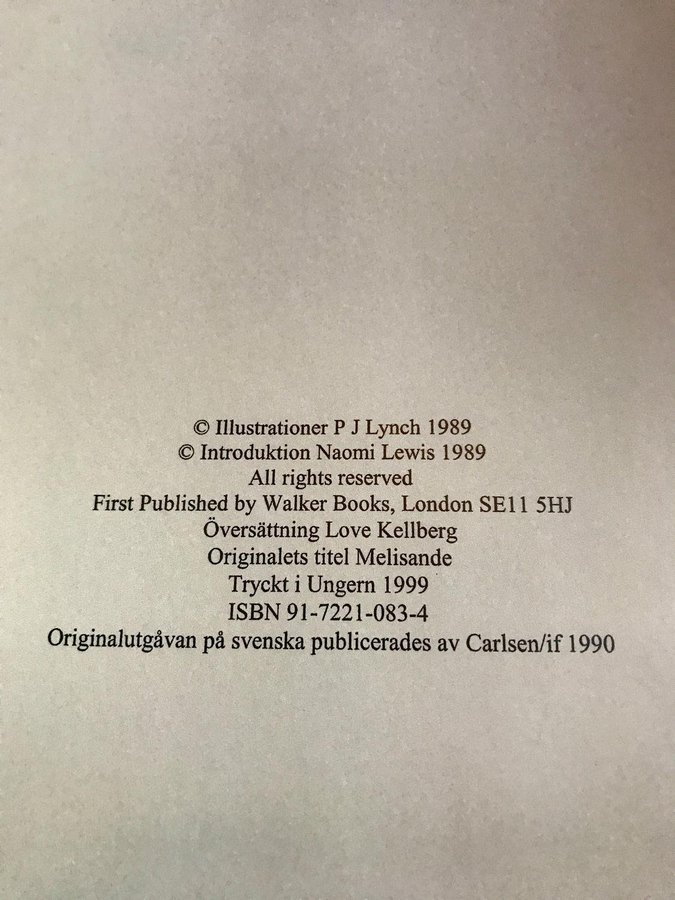 © Illustrationer P J Lynch 1989
© Introduktion Naomi Lewis 1989
All rights reserved
First Published by Walker Books, London SE11 5HJ
Översättning Love Kellberg
Originalets titel Melisande
Tryckt i Ungern 1999
ISBN 91-7221-083-4
Originalutgåvan på svenska publicerades av Carlsen/if 1990